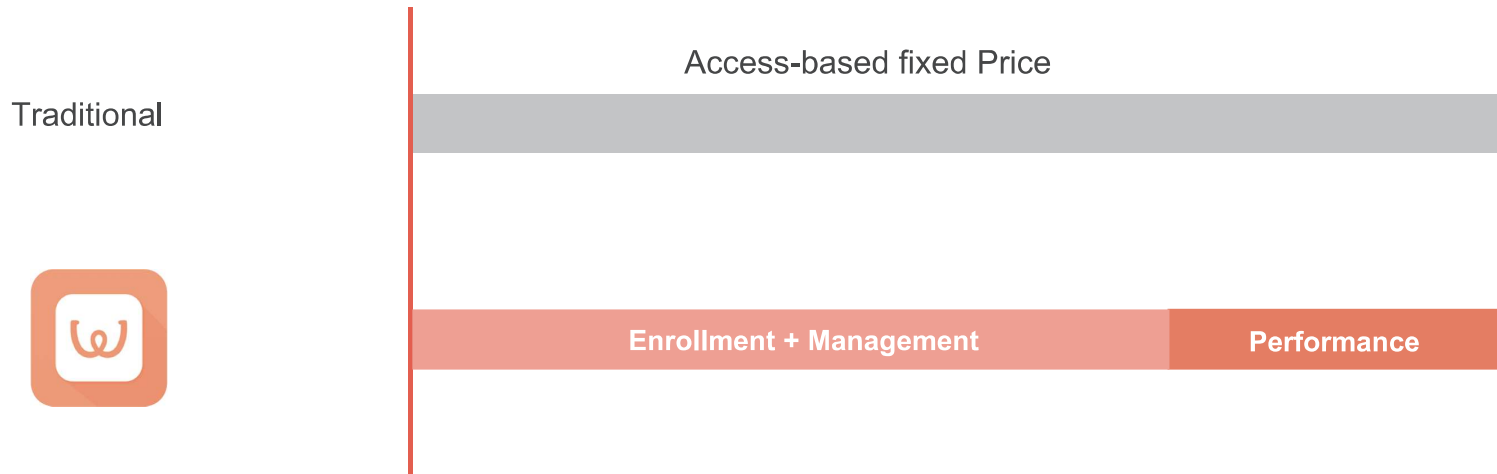 Access-based fixed Price
Traditional
w
Enrollment + Management
Performance